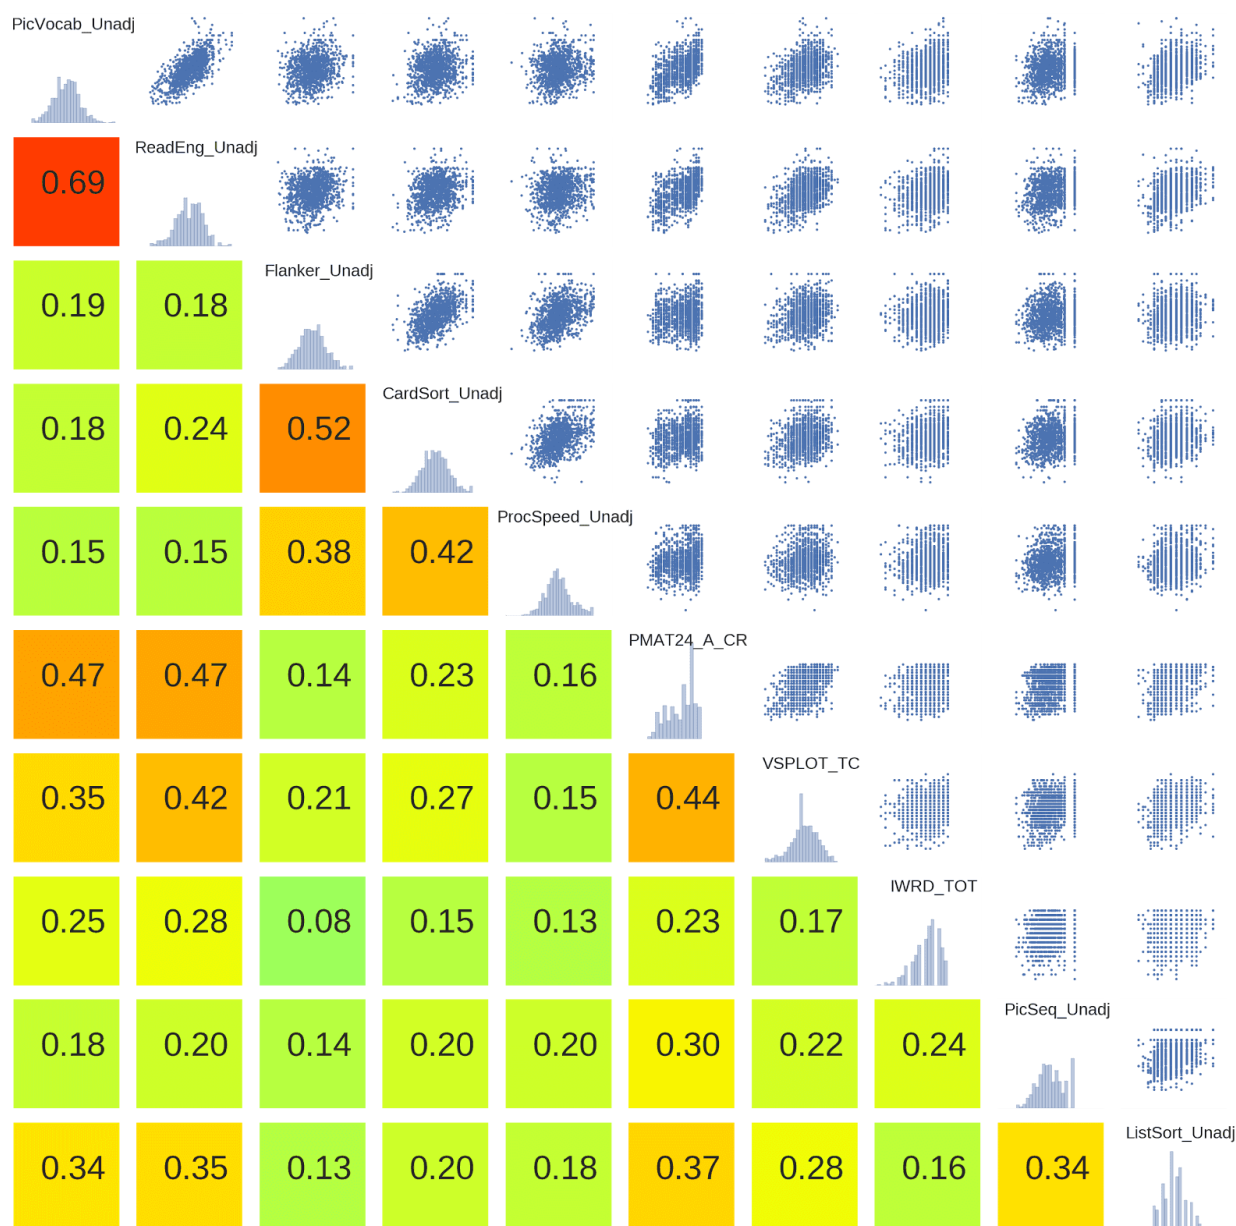 PicVocab_Unadj
0.69 ReadEng_Unadj
0.19 0.18 Flanker_Unadj
0.18 0.24 0.52 CardSort_Unadj
0.15 0.15 0.38 0.42 ProcSpeed_Unadj
0.47 0.47 0.14 0.23 0.16 PMAT24_A_CR
0.35 0.42 0.21 0.27 0.15 0.44 VSPLOT_TC
0.25 0.28 0.08 0.15 0.13 0.23 0.17 IWRD_TOT
0.18 0.20 0.14 0.20 0.20 0.30 0.22 0.24 PicSeq_Unadj
0.34 0.35 0.13 0.20 0.18 0.37 0.28 0.16 0.34 ListSort_Unadj